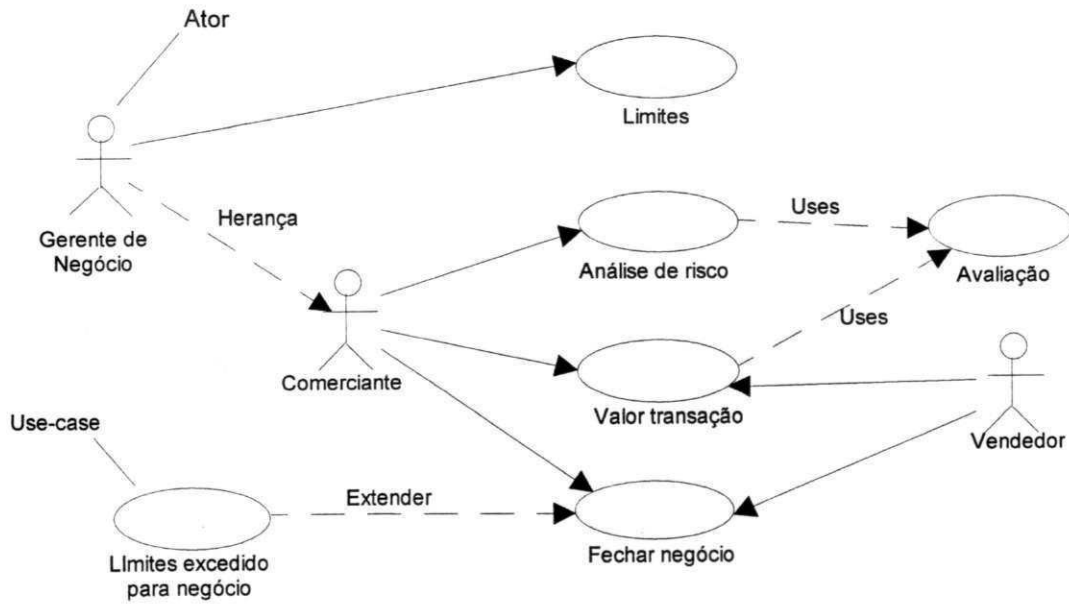 Ator
Limites
Gerente de
Negócio
Herança
Análise de risco
Uses
Avaliação
Comerciante
Uses
Valor transação
Vendedor
Use-case
Extender
LImites excedido
para negócio
Fechar negócio